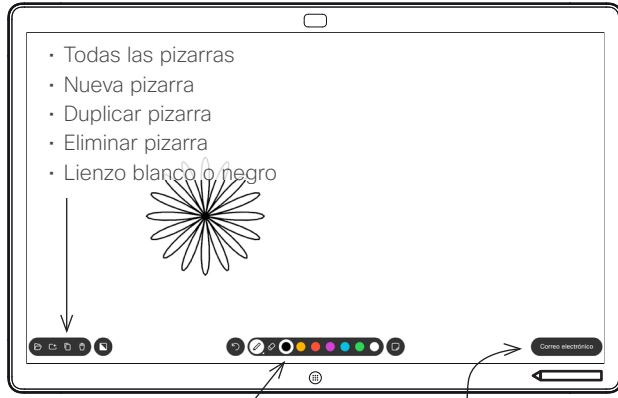 • Todas las pizarras
• Nueva pizarra
• Duplicar pizarra
• Eliminar pizarra
• Lienzo blanco o negro
Correo electrónico